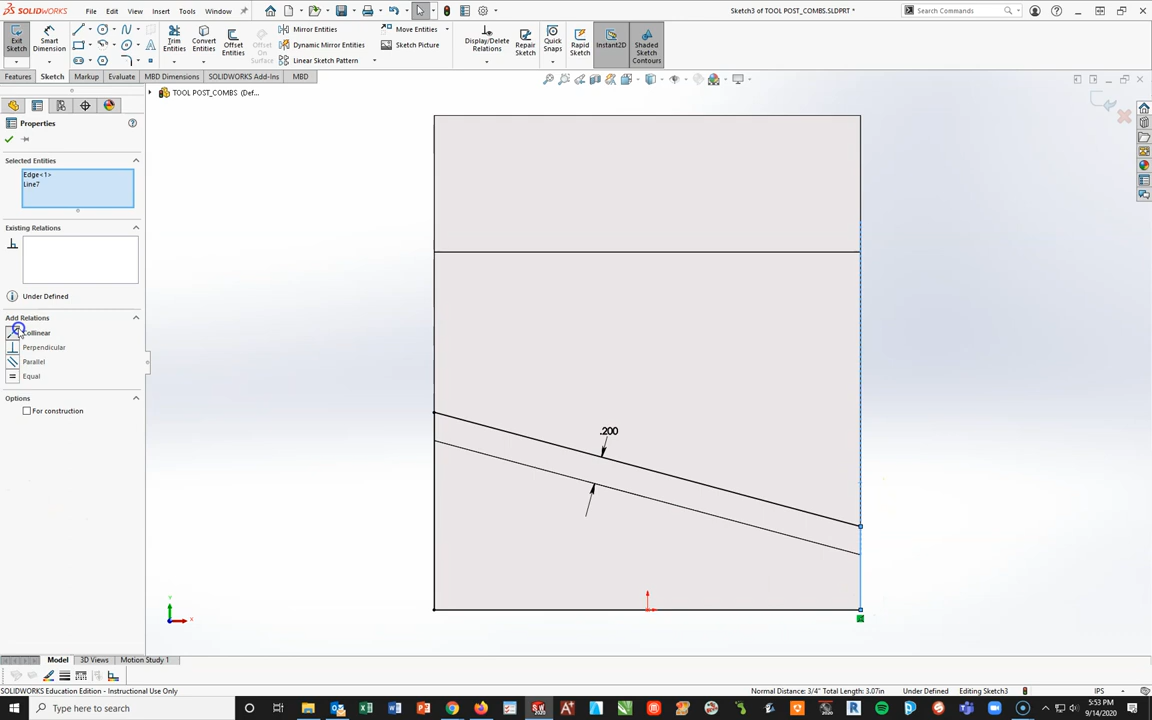 SOLIDWORKS File Edit View Insert Tools Window Sketch3 of TOOL POST_COMBS.SLDPRT * Search Commands
Exit Sketch Smart Dimension Trim Entities Convert Entities Offset Entities Offset On Surface Mirror Entities Dynamic Mirror Entities Linear Sketch Pattern Move Entities Sketch Picture Display/Delete Relations Repair Sketch Quick Snaps Rapid Sketch Instant2D Shaded Sketch Contours
Features Sketch Markup Evaluate MBD Dimensions SOLIDWORKS Add-Ins MBD
TOOL POST_COMBS (Def...
Properties
Selected Entities
Edge<1>
Line7
Existing Relations
Under Defined
Add Relations
Collinear
Perpendicular
Parallel
Equal
Options
For construction
.200
Y
X
Model 3D Views Motion Study 1
SOLIDWORKS Education Edition - Instructional Use Only Normal Distance: 3/4" Total Length: 3.07in Under Defined Editing Sketch3 IPS
Type here to search
5:53 PM
9/14/2020